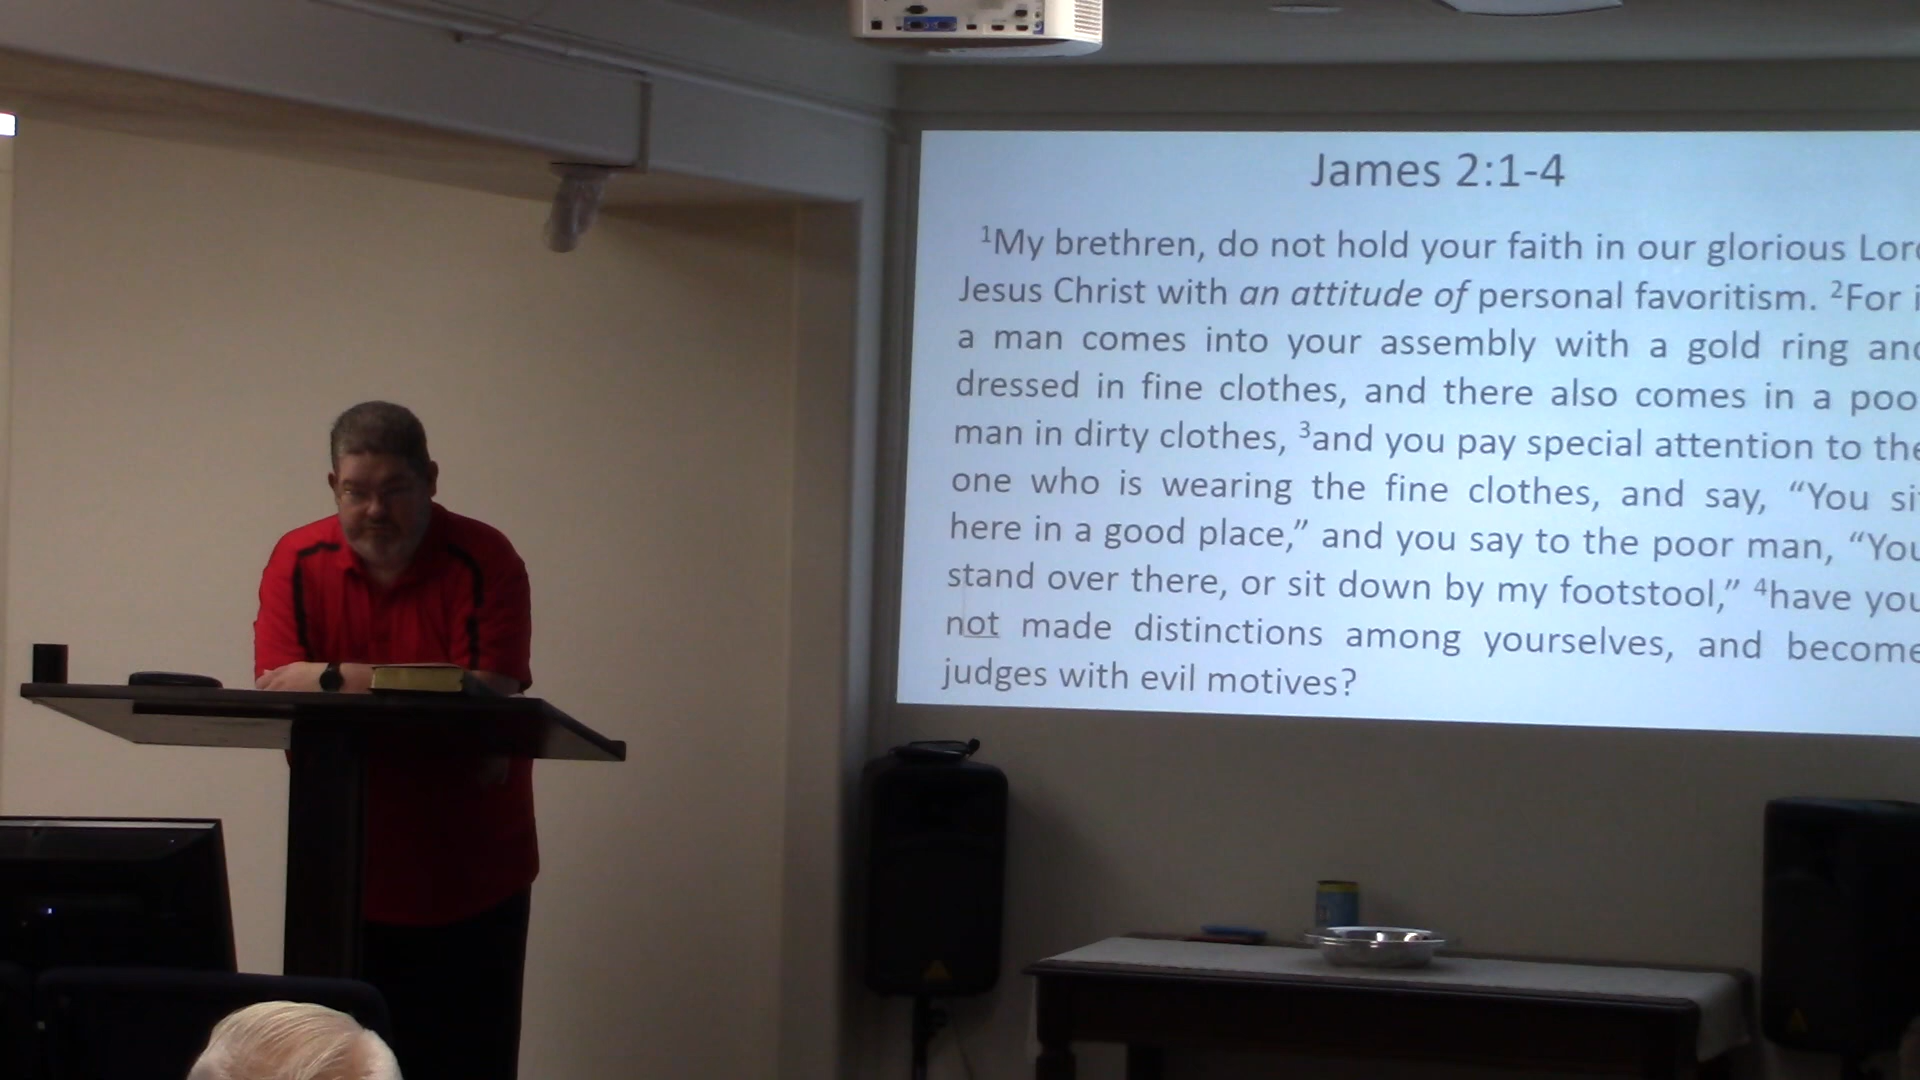 James 2:1-4
¹My brethren, do not hold your faith in our glorious Lor
Jesus Christ with an attitude of personal favoritism. ²For i
a man comes into your assembly with a gold ring and
dressed in fine clothes, and there also comes in a poo
man in dirty clothes, ³and you pay special attention to the
one who is wearing the fine clothes, and say, “You sit
here in a good place,” and you say to the poor man, “You
stand over there, or sit down by my footstool,” ⁴have you
not made distinctions among yourselves, and become
judges with evil motives?